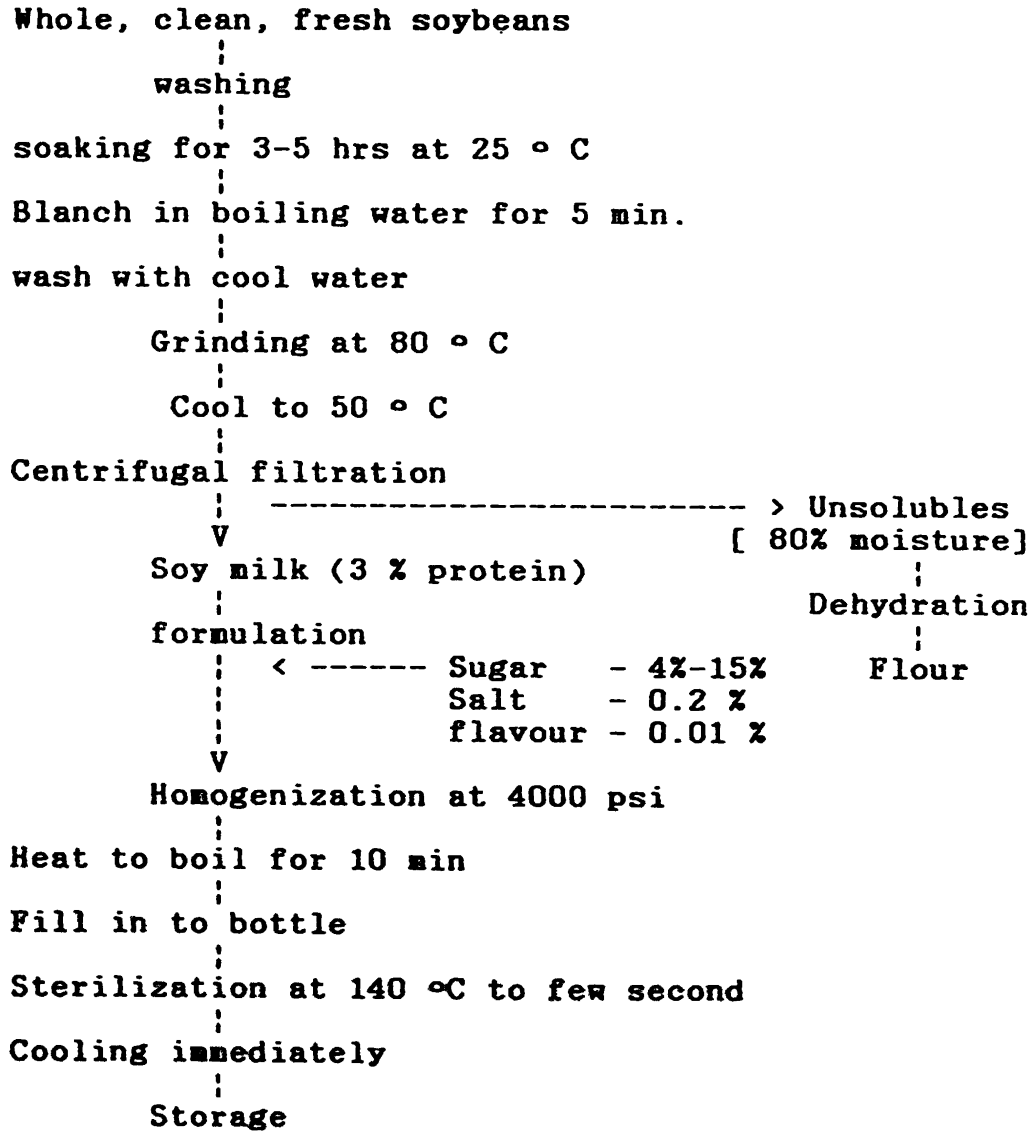 Whole, clean, fresh soybeans
washing
soaking for 3-5 hrs at 25 o C
Blanch in boiling water for 5 min.
wash with cool water
Grinding at 80 o C
Cool to 50 o C
Centrifugal filtration
------------------------ > Unsolubles
V [ 80% moisture]
Soy milk (3 % protein)
Dehydration
formulation
< ------ Sugar - 4%-15% Flour
Salt - 0.2 %
flavour - 0.01 %
V
Homogenization at 4000 psi
Heat to boil for 10 min
Fill in to bottle
Sterilization at 140 oC to few second
Cooling immediately
Storage